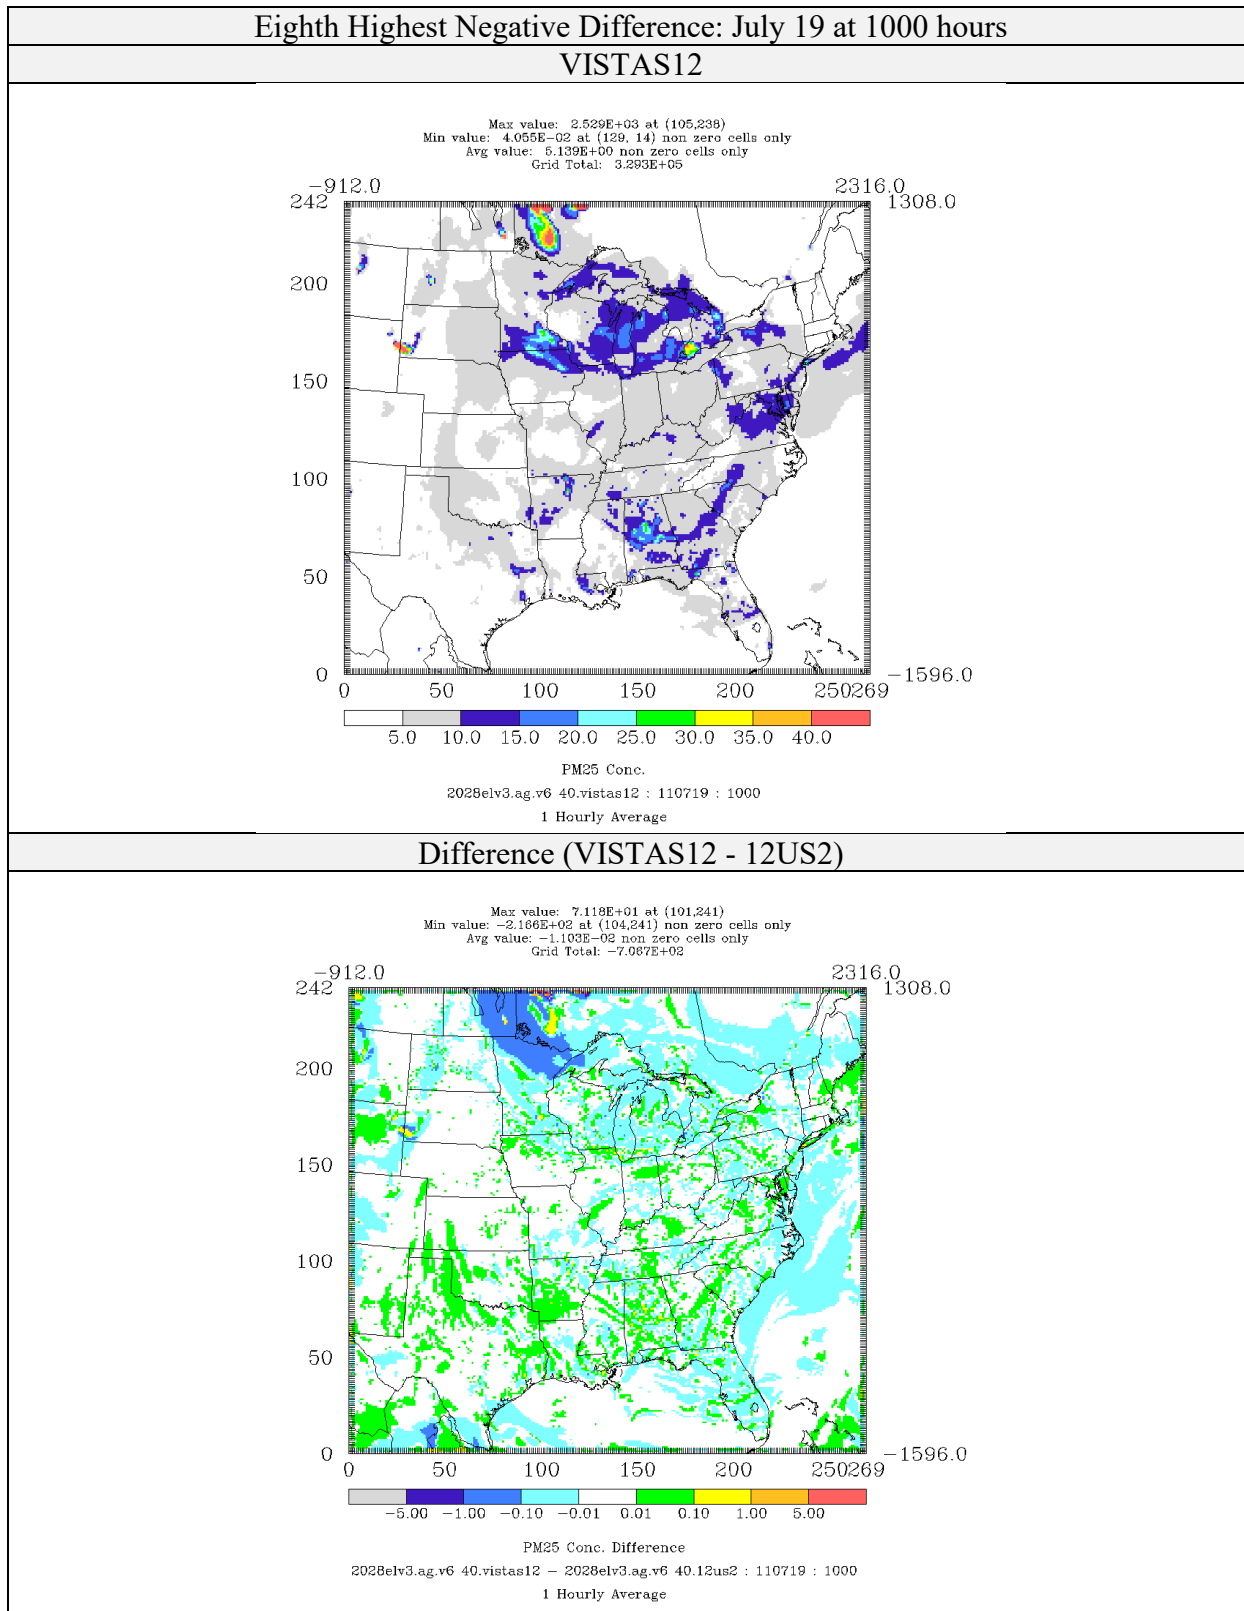 Eighth Highest Negative Difference: July 19 at 1000 hours
VISTAS12
Max value: 2.529E+03 at (105,238)
Min value: 4.055E−02 at (129, 14) non zero cells only
Avg value: 5.139E+00 non zero cells only
Grid Total: 3.293E+05
−912.0 2316.0
242 1308.0
200
150
100
50
0 −1596.0
0 50 100 150 200 250269
5.0 10.0 15.0 20.0 25.0 30.0 35.0 40.0
PM25 Conc.
2028elv3.ag.v6 40.vistas12 : 110719 : 1000
1 Hourly Average
Difference (VISTAS12 - 12US2)
Max value: 7.118E+01 at (101,241)
Min value: −2.166E+02 at (104,241) non zero cells only
Avg value: −1.103E−02 non zero cells only
Grid Total: −7.067E+02
−912.0 2316.0
242 1308.0
200
150
100
50
0 −1596.0
0 50 100 150 200 250269
−5.00 −1.00 −0.10 −0.01 0.01 0.10 1.00 5.00
PM25 Conc. Difference
2028elv3.ag.v6 40.vistas12 − 2028elv3.ag.v6 40.12us2 : 110719 : 1000
1 Hourly Average